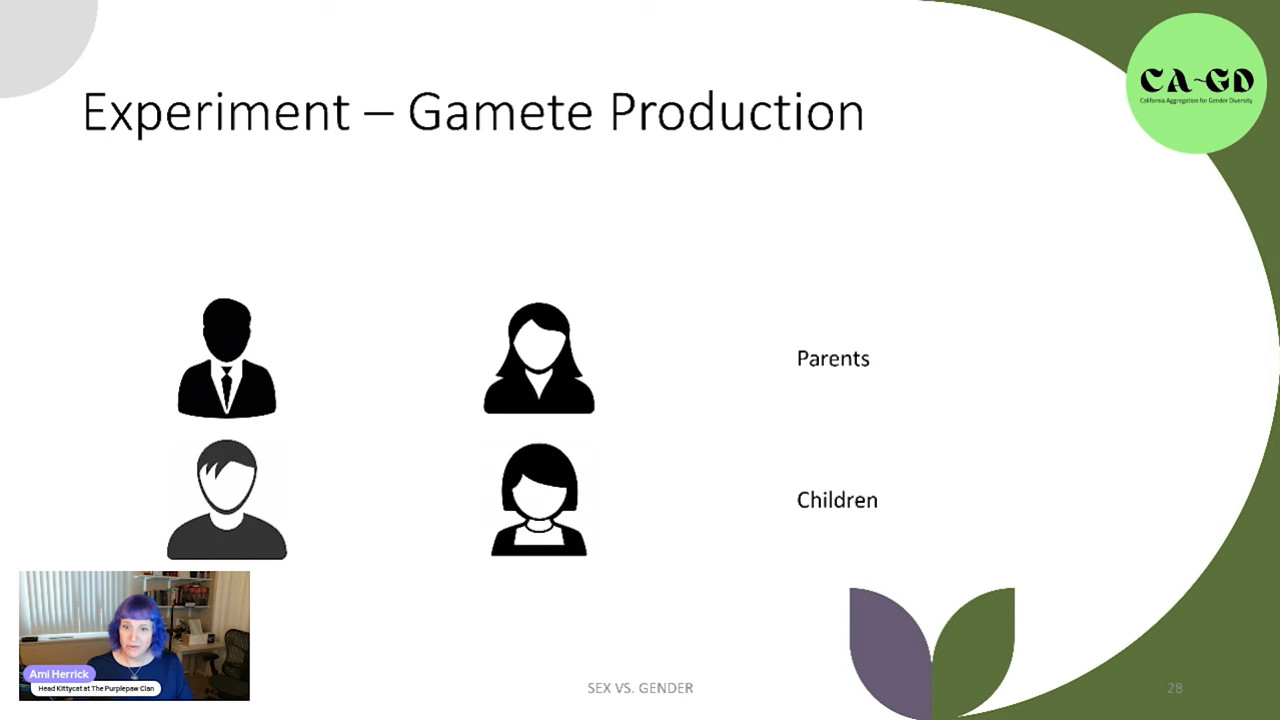 CA~GD
California Aggregation for Gender Diversity
Experiment – Gamete Production
Parents
Children
Ami Herrick
Head Kittycat at The Purplepaw Clan
SEX VS. GENDER
28